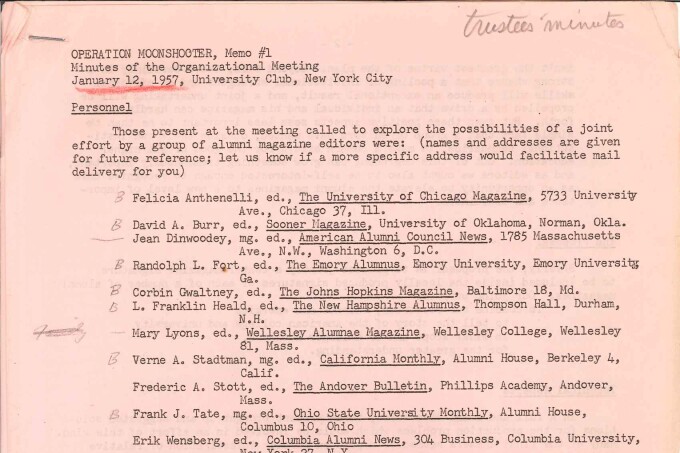 trustees' minutes
OPERATION MOONSHOOTER, Memo #1
Minutes of the Organizational Meeting
January 12, 1957, University Club, New York City
Personnel
Those present at the meeting called to explore the possibilities of a joint
effort by a group of alumni magazine editors were: (names and addresses are given
for future reference; let us know if a more specific address would facilitate mail
delivery for you)
B Felicia Anthenelli, ed., The University of Chicago Magazine, 5733 University
Ave., Chicago 37, Ill.
B David A. Burr, ed., Sooner Magazine, University of Oklahoma, Norman, Okla.
Jean Dinwoodey, mg. ed., American Alumni Council News, 1785 Massachusetts
Ave., N.W., Washington 6, D.C.
B Randolph L. Fort, ed., The Emory Alumnus, Emory University, Emory University,
Ga.
B Corbin Gwaltney, ed., The Johns Hopkins Magazine, Baltimore 18, Md.
B L. Franklin Heald, ed., The New Hampshire Alumnus, Thompson Hall, Durham,
N.H.
Mary Lyons, ed., Wellesley Alumnae Magazine, Wellesley College, Wellesley
81, Mass.
B Verne A. Stadtman, mg. ed., California Monthly, Alumni House, Berkeley 4,
Calif.
Frederic A. Stott, ed., The Andover Bulletin, Phillips Academy, Andover,
Mass.
B Frank J. Tate, mg. ed., Ohio State University Monthly, Alumni House,
Columbus 10, Ohio
Erik Wensberg, ed., Columbia Alumni News, 304 Business, Columbia University,
New York 27, N.Y.